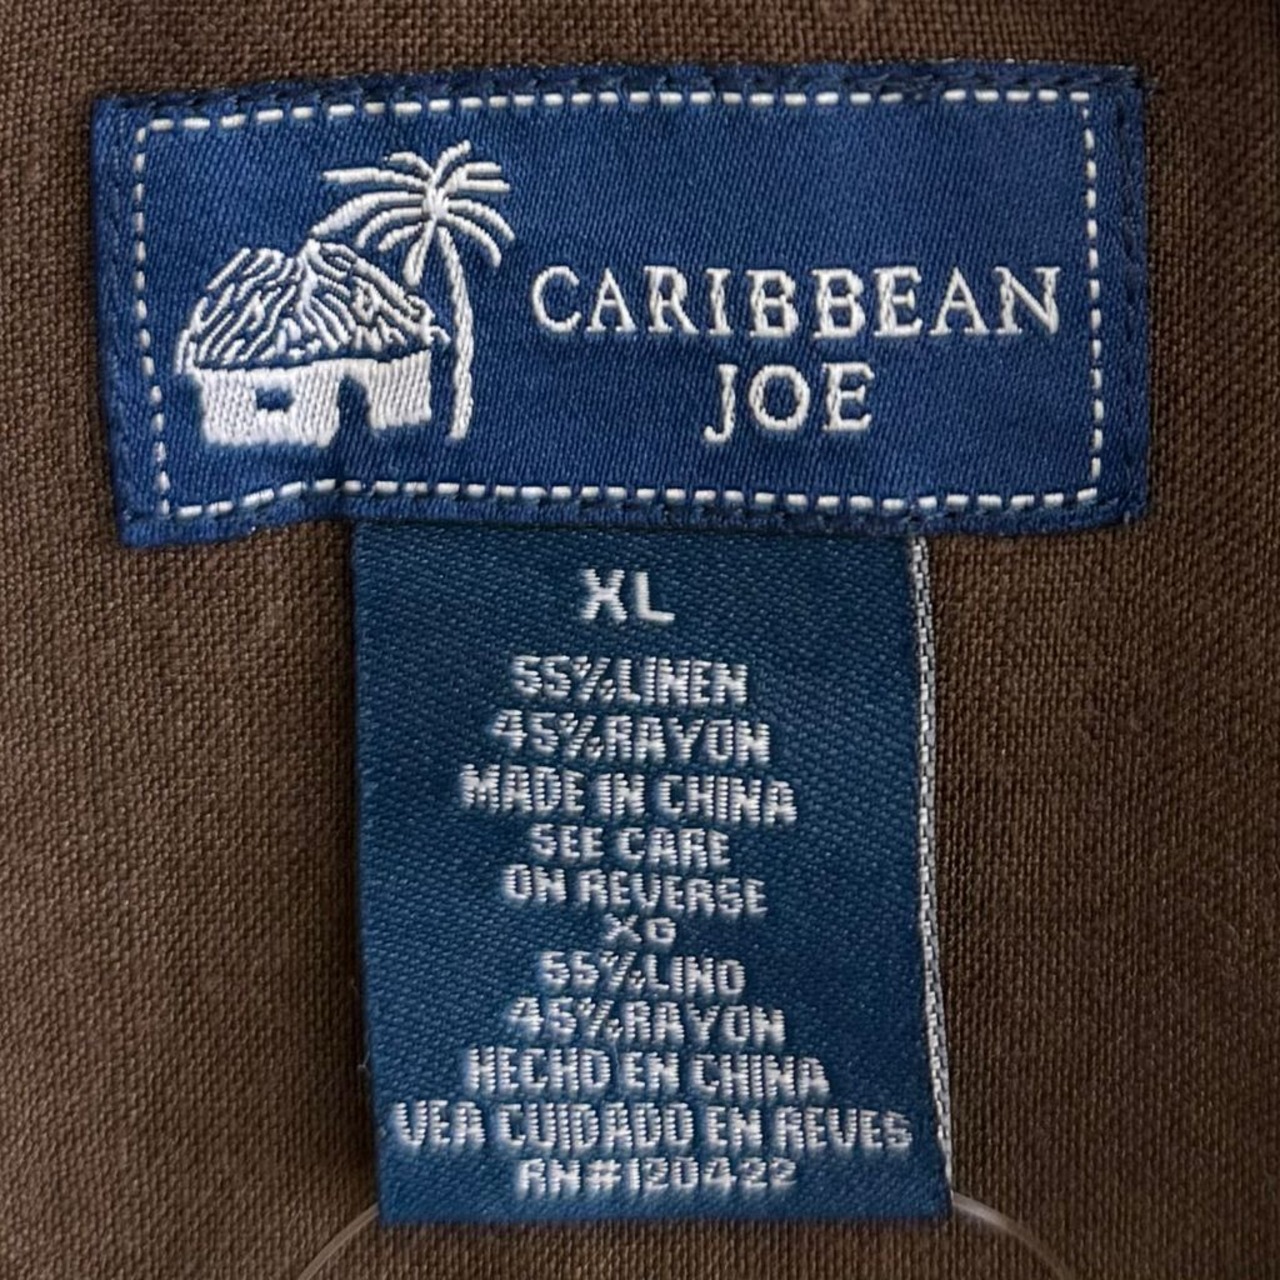 CARIBBEAN
JOE
XL
55%LINEN
45%RAYON
MADE IN CHINA
SEE CARE
ON REVERSE
XG
55%LINO
45%RAYON
HECHO EN CHINA
VEA CUIDADO EN REVES
RN#120422